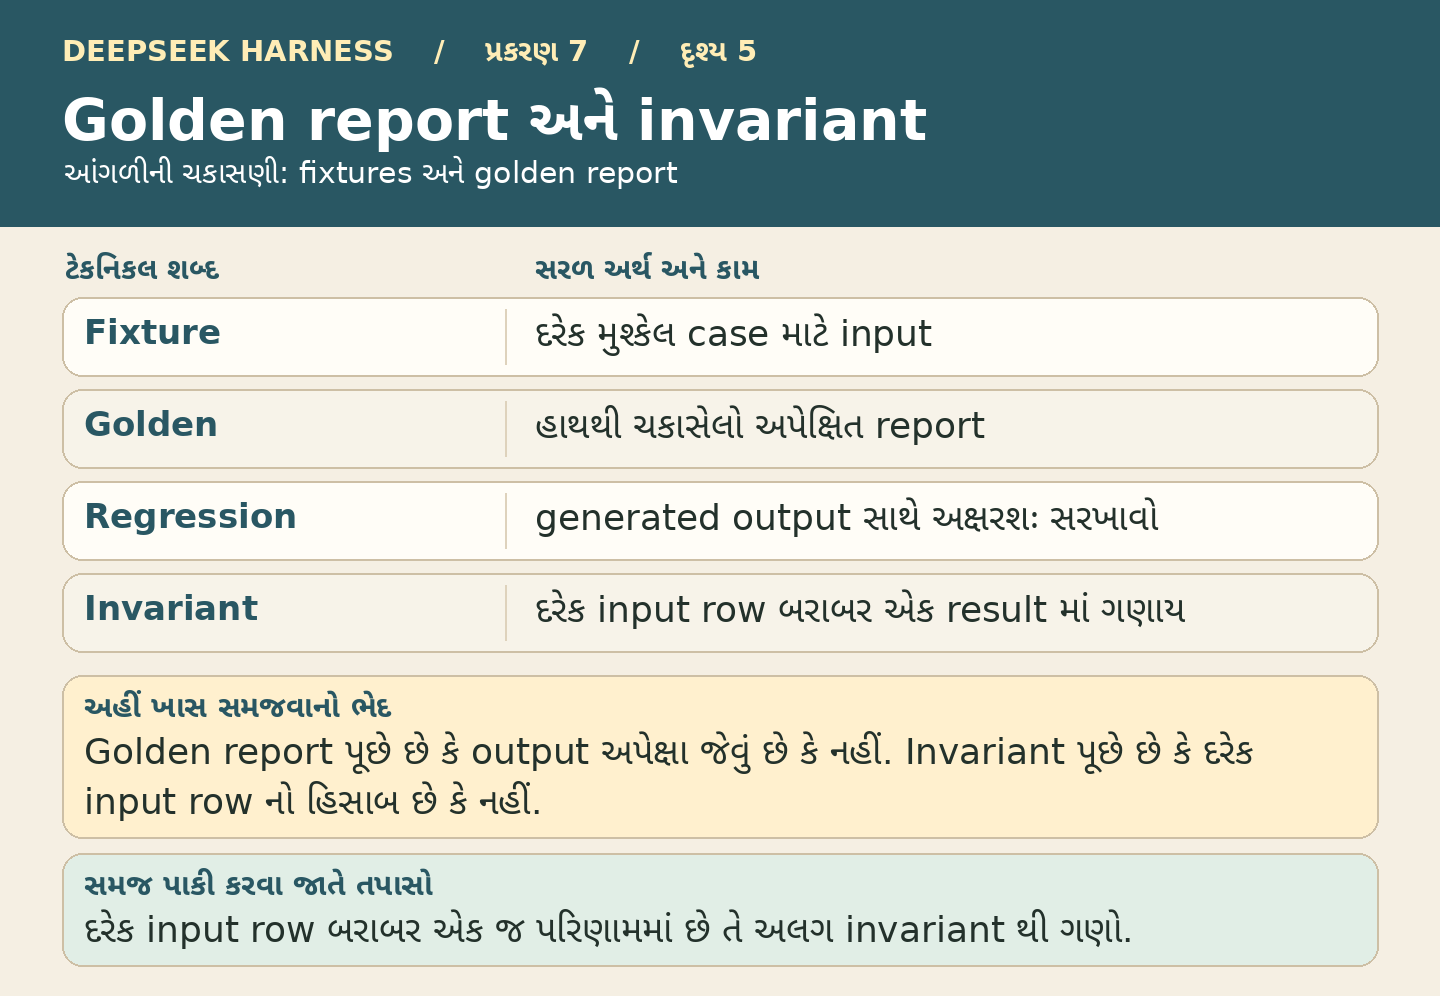 DEEPSEEK HARNESS / પ્રકરણ 7 / દૃશ્ય 5
Golden report અને invariant
આંગળીની ચકાસણી: fixtures અને golden report
ટેકનિકલ શબ્દ સરળ અર્થ અને કામ
Fixture દરેક મુશ્કેલ case માટે input
Golden હાથથી ચકાસેલો અપેક્ષિત report
Regression generated output સાથે અક્ષરશઃ સરખાવો
Invariant દરેક input row બરાબર એક result માં ગણાય
અહીં ખાસ સમજવાનો ભેદ
Golden report પૂછે છે કે output અપેક્ષા જેવું છે કે નહીં. Invariant પૂછે છે કે દરેક
input row નો હિસાબ છે કે નહીં.
સમજ પાકી કરવા જાતે તપાસો
દરેક input row બરાબર એક જ પરિણામમાં છે તે અલગ invariant થી ગણો.